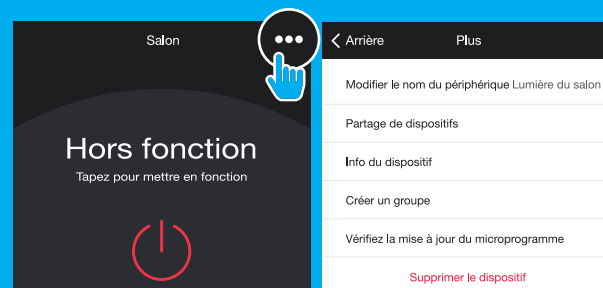 Salon
Hors fonction
Tapez pour mettre en fonction
Arrière Plus
Modifier le nom du périphérique Lumière du salon
Partage de dispositifs
Info du dispositif
Créer un groupe
Vérifiez la mise à jour du microprogramme
Supprimer le dispositif